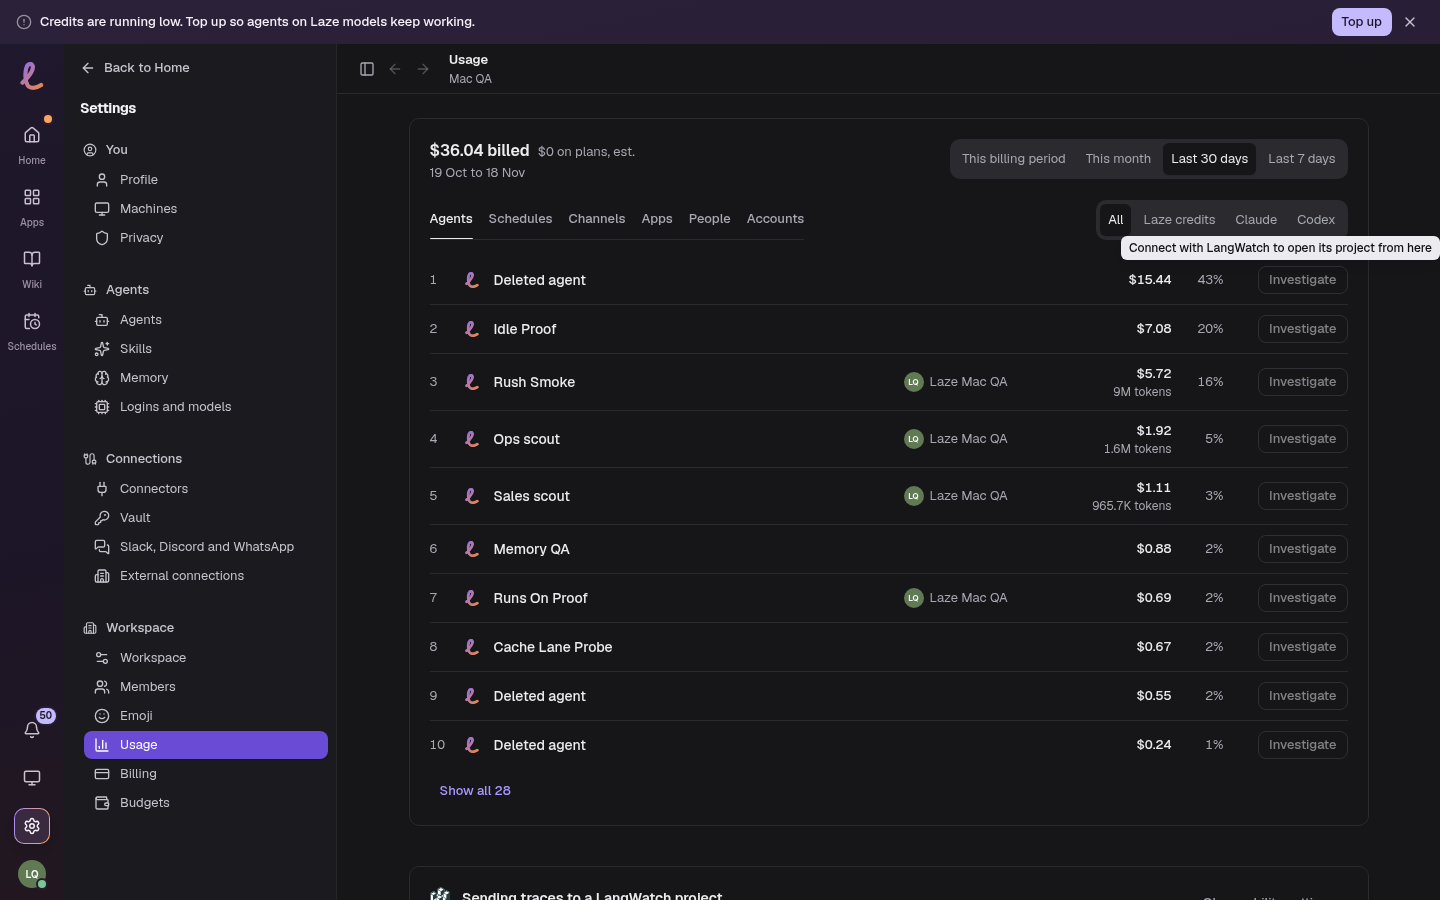 Credits are running low. Top up so agents on Laze models keep working.
Top up
Back to Home
Settings
You
Profile
Machines
Privacy
Agents
Agents
Skills
Memory
Logins and models
Connections
Connectors
Vault
Slack, Discord and WhatsApp
External connections
Workspace
Workspace
Members
Emoji
Usage
Billing
Budgets
Home
Apps
Wiki
Schedules
50
LQ
Usage
Mac QA
$36.04 billed $0 on plans, est.
19 Oct to 18 Nov
This billing period This month Last 30 days Last 7 days
Agents Schedules Channels Apps People Accounts
All Laze credits Claude Codex
Connect with LangWatch to open its project from here
1 Deleted agent $15.44 43% Investigate
2 Idle Proof $7.08 20% Investigate
3 Rush Smoke LQ Laze Mac QA $5.72 16% Investigate
9M tokens
4 Ops scout LQ Laze Mac QA $1.92 5% Investigate
1.6M tokens
5 Sales scout LQ Laze Mac QA $1.11 3% Investigate
965.7K tokens
6 Memory QA $0.88 2% Investigate
7 Runs On Proof LQ Laze Mac QA $0.69 2% Investigate
8 Cache Lane Probe $0.67 2% Investigate
9 Deleted agent $0.55 2% Investigate
10 Deleted agent $0.24 1% Investigate
Show all 28
Sending traces to a LangWatch project